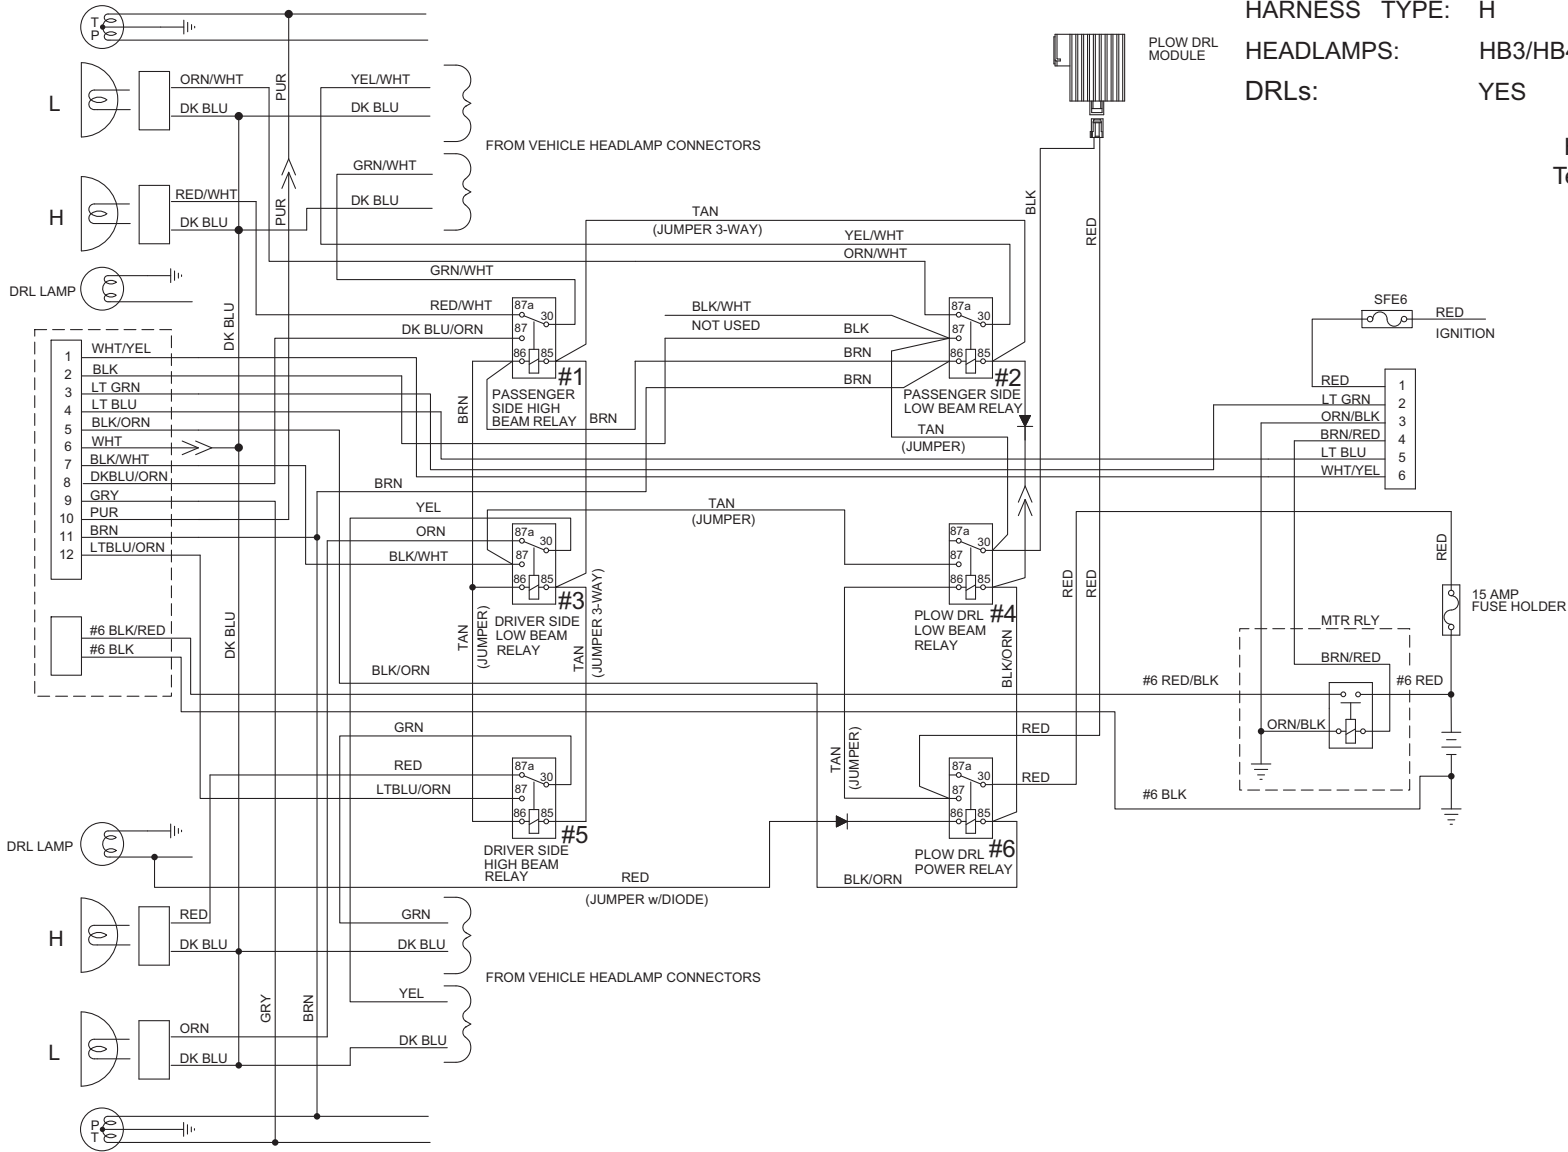 HARNESS TYPE: H
HEADLAMPS: HB3/HB4
DRLs: YES
PLOW DRL
MODULE
T
P
L
ORN/WHT
DK BLU
PUR
YEL/WHT
DK BLU
FROM VEHICLE HEADLAMP CONNECTORS
H
RED/WHT
DK BLU
PUR
GRN/WHT
DK BLU
DRL LAMP
DK BLU
TAN
(JUMPER 3-WAY)
YEL/WHT
ORN/WHT
GRN/WHT
BLK
RED
RED/WHT
DK BLU/ORN
87a
30
87
86
85
#1
PASSENGER
SIDE HIGH
BEAM RELAY
BRN
BRN
BLK/WHT
NOT USED
BLK
BRN
BRN
87a
30
87
86
85
#2
PASSENGER SIDE
LOW BEAM RELAY
TAN
(JUMPER)
SFE6
RED
IGNITION
1 WHT/YEL
2 BLK
3 LT GRN
4 LT BLU
5 BLK/ORN
6 WHT
7 BLK/WHT
8 DKBLU/ORN
9 GRY
10 PUR
11 BRN
12 LTBLU/ORN
RED 1
LT GRN 2
ORN/BLK 3
BRN/RED 4
LT BLU 5
WHT/YEL 6
BRN
YEL
ORN
BLK/WHT
TAN
(JUMPER)
87a
30
87
86
85
#3
DRIVER SIDE
LOW BEAM
RELAY
TAN
(JUMPER)
TAN
(JUMPER 3-WAY)
87a
30
87
86
85
#4
PLOW DRL
LOW BEAM
RELAY
BLK/ORN
RED
RED
RED
15 AMP
FUSE HOLDER
#6 BLK/RED
#6 BLK
DK BLU
BLK/ORN
MTR RLY
BRN/RED
#6 RED/BLK
#6 RED
ORN/BLK
#6 BLK
GRN
RED
LTBLU/ORN
87a
30
87
86
85
#5
DRIVER SIDE
HIGH BEAM
RELAY
TAN
(JUMPER)
RED
RED
87a
30
87
86
85
#6
PLOW DRL
POWER RELAY
BLK/ORN
DRL LAMP
RED
(JUMPER w/DIODE)
H
RED
DK BLU
GRN
DK BLU
FROM VEHICLE HEADLAMP CONNECTORS
L
ORN
DK BLU
GRY
BRN
YEL
DK BLU
P
T